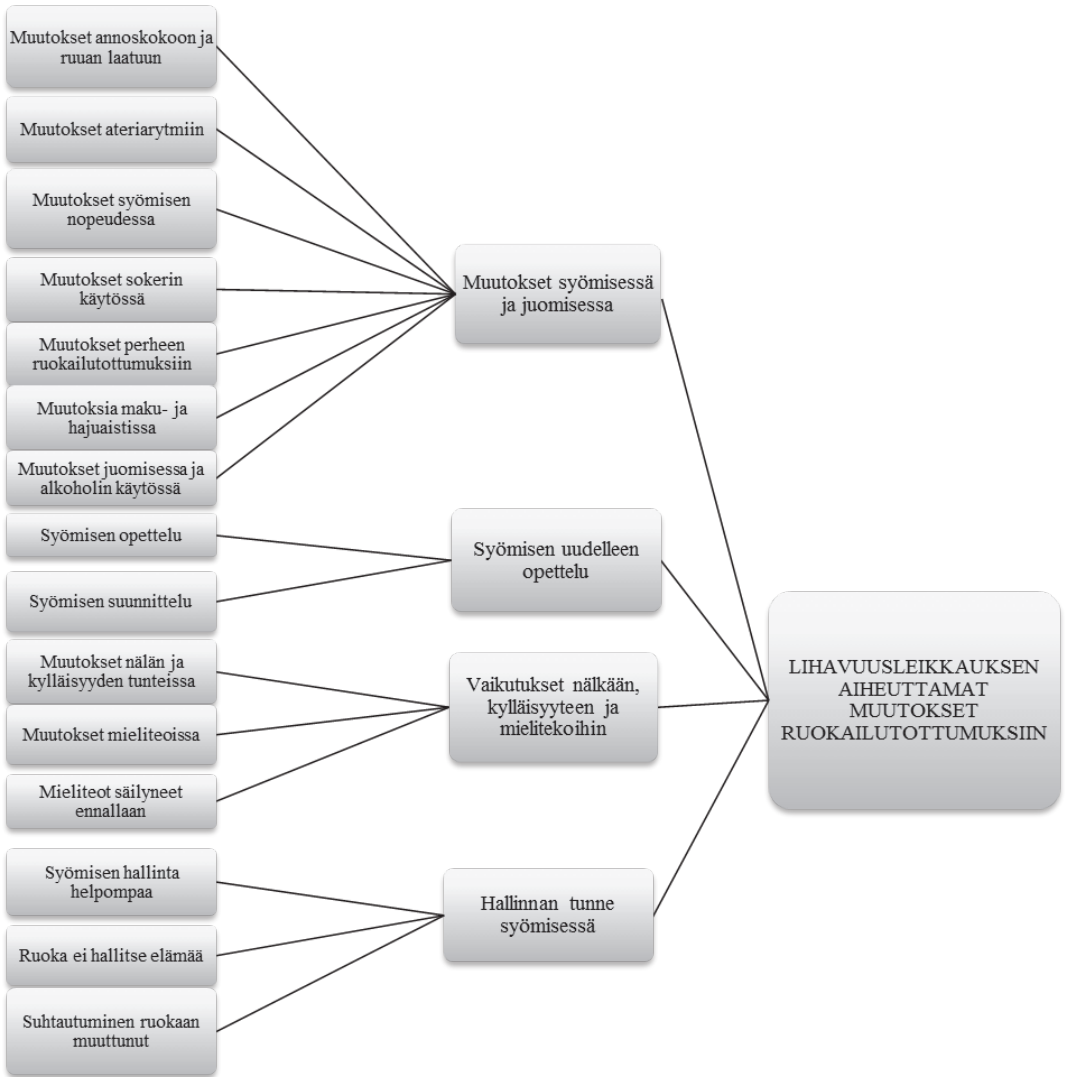 Muutokset annoskokoon ja
ruuan laatuun
Muutokset ateriarytmiin
Muutokset syömisen
nopeudessa
Muutokset sokerin
käytössä
Muutokset perheen
ruokailutottumuksiin
Muutoksia maku- ja
hajuaistissa
Muutokset juomisessa ja
alkoholin käytössä
Syömisen opettelu
Syömisen suunnittelu
Muutokset nälän ja
kylläisyyden tunteissa
Muutokset mieliteoissa
Mieliteot säilyneet
ennallaan
Syömisen hallinta
helpompaa
Ruoka ei hallitse elämää
Suhtautuminen ruokaan
muuttunut
Muutokset syömisessä
ja juomisessa
Syömisen uudelleen
opettelu
Vaikutukset nälkään,
kylläisyyteen ja
mielitekoihin
Hallinnan tunne
syömisessä
LIHAVUUSLEIKKAUKSEN
AIHEUTTAMAT
MUUTOKSET
RUOKAILUTOTTUMUKSIIN